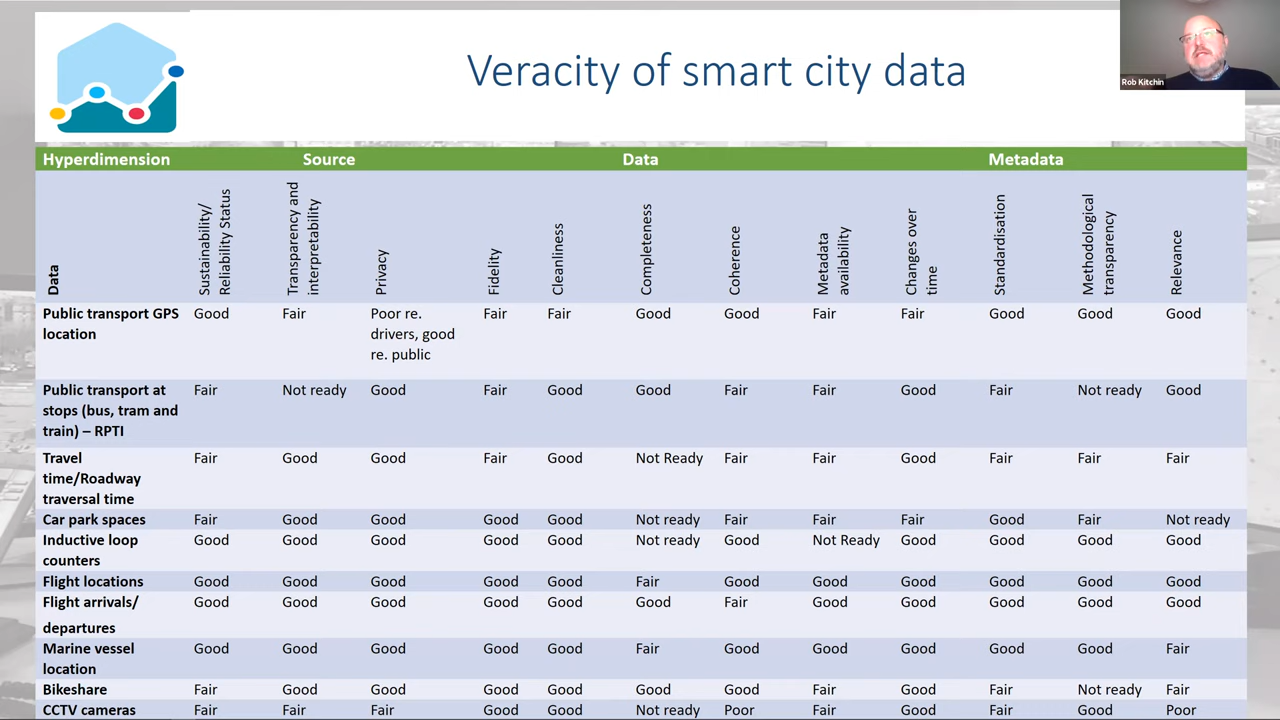 Veracity of smart city data
Rob Kitchin
Hyperdimension Source Data Metadata
Data
Sustainability/
Reliability Status
Transparency and
interpretability
Privacy
Fidelity
Cleanliness
Completeness
Coherence
Metadata
availability
Changes over
time
Standardisation
Methodological
transparency
Relevance
Public transport GPS Good Fair Poor re. Fair Fair Good Good Fair Fair Good Good Good
location drivers, good
re. public
Public transport at Fair Not ready Good Fair Good Good Fair Fair Good Fair Not ready Good
stops (bus, tram and
train) – RPTI
Travel Fair Good Good Fair Good Not Ready Fair Fair Good Fair Fair Fair
time/Roadway
traversal time
Car park spaces Fair Good Good Good Good Not ready Fair Fair Fair Good Fair Not ready
Inductive loop Good Good Good Good Good Not ready Good Not Ready Good Good Good Good
counters
Flight locations Good Good Good Good Good Fair Good Good Good Good Good Good
Flight arrivals/ Good Good Good Good Good Good Fair Good Good Good Good Good
departures
Marine vessel Good Good Good Good Good Fair Good Good Good Good Good Fair
location
Bikeshare Fair Good Good Good Good Good Good Fair Good Fair Not ready Fair
CCTV cameras Fair Fair Fair Good Good Not ready Poor Fair Good Fair Good Poor